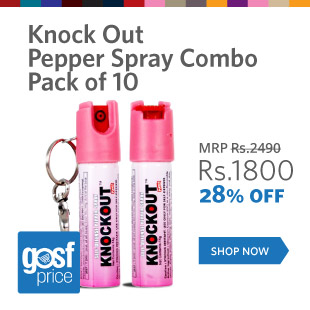 Knock Out
Pepper Spray Combo
Pack of 10
MRP Rs.2490
Rs.1800
28% OFF
SHOP NOW
gosf
price
KNOCKOUT
KNOCKOUT